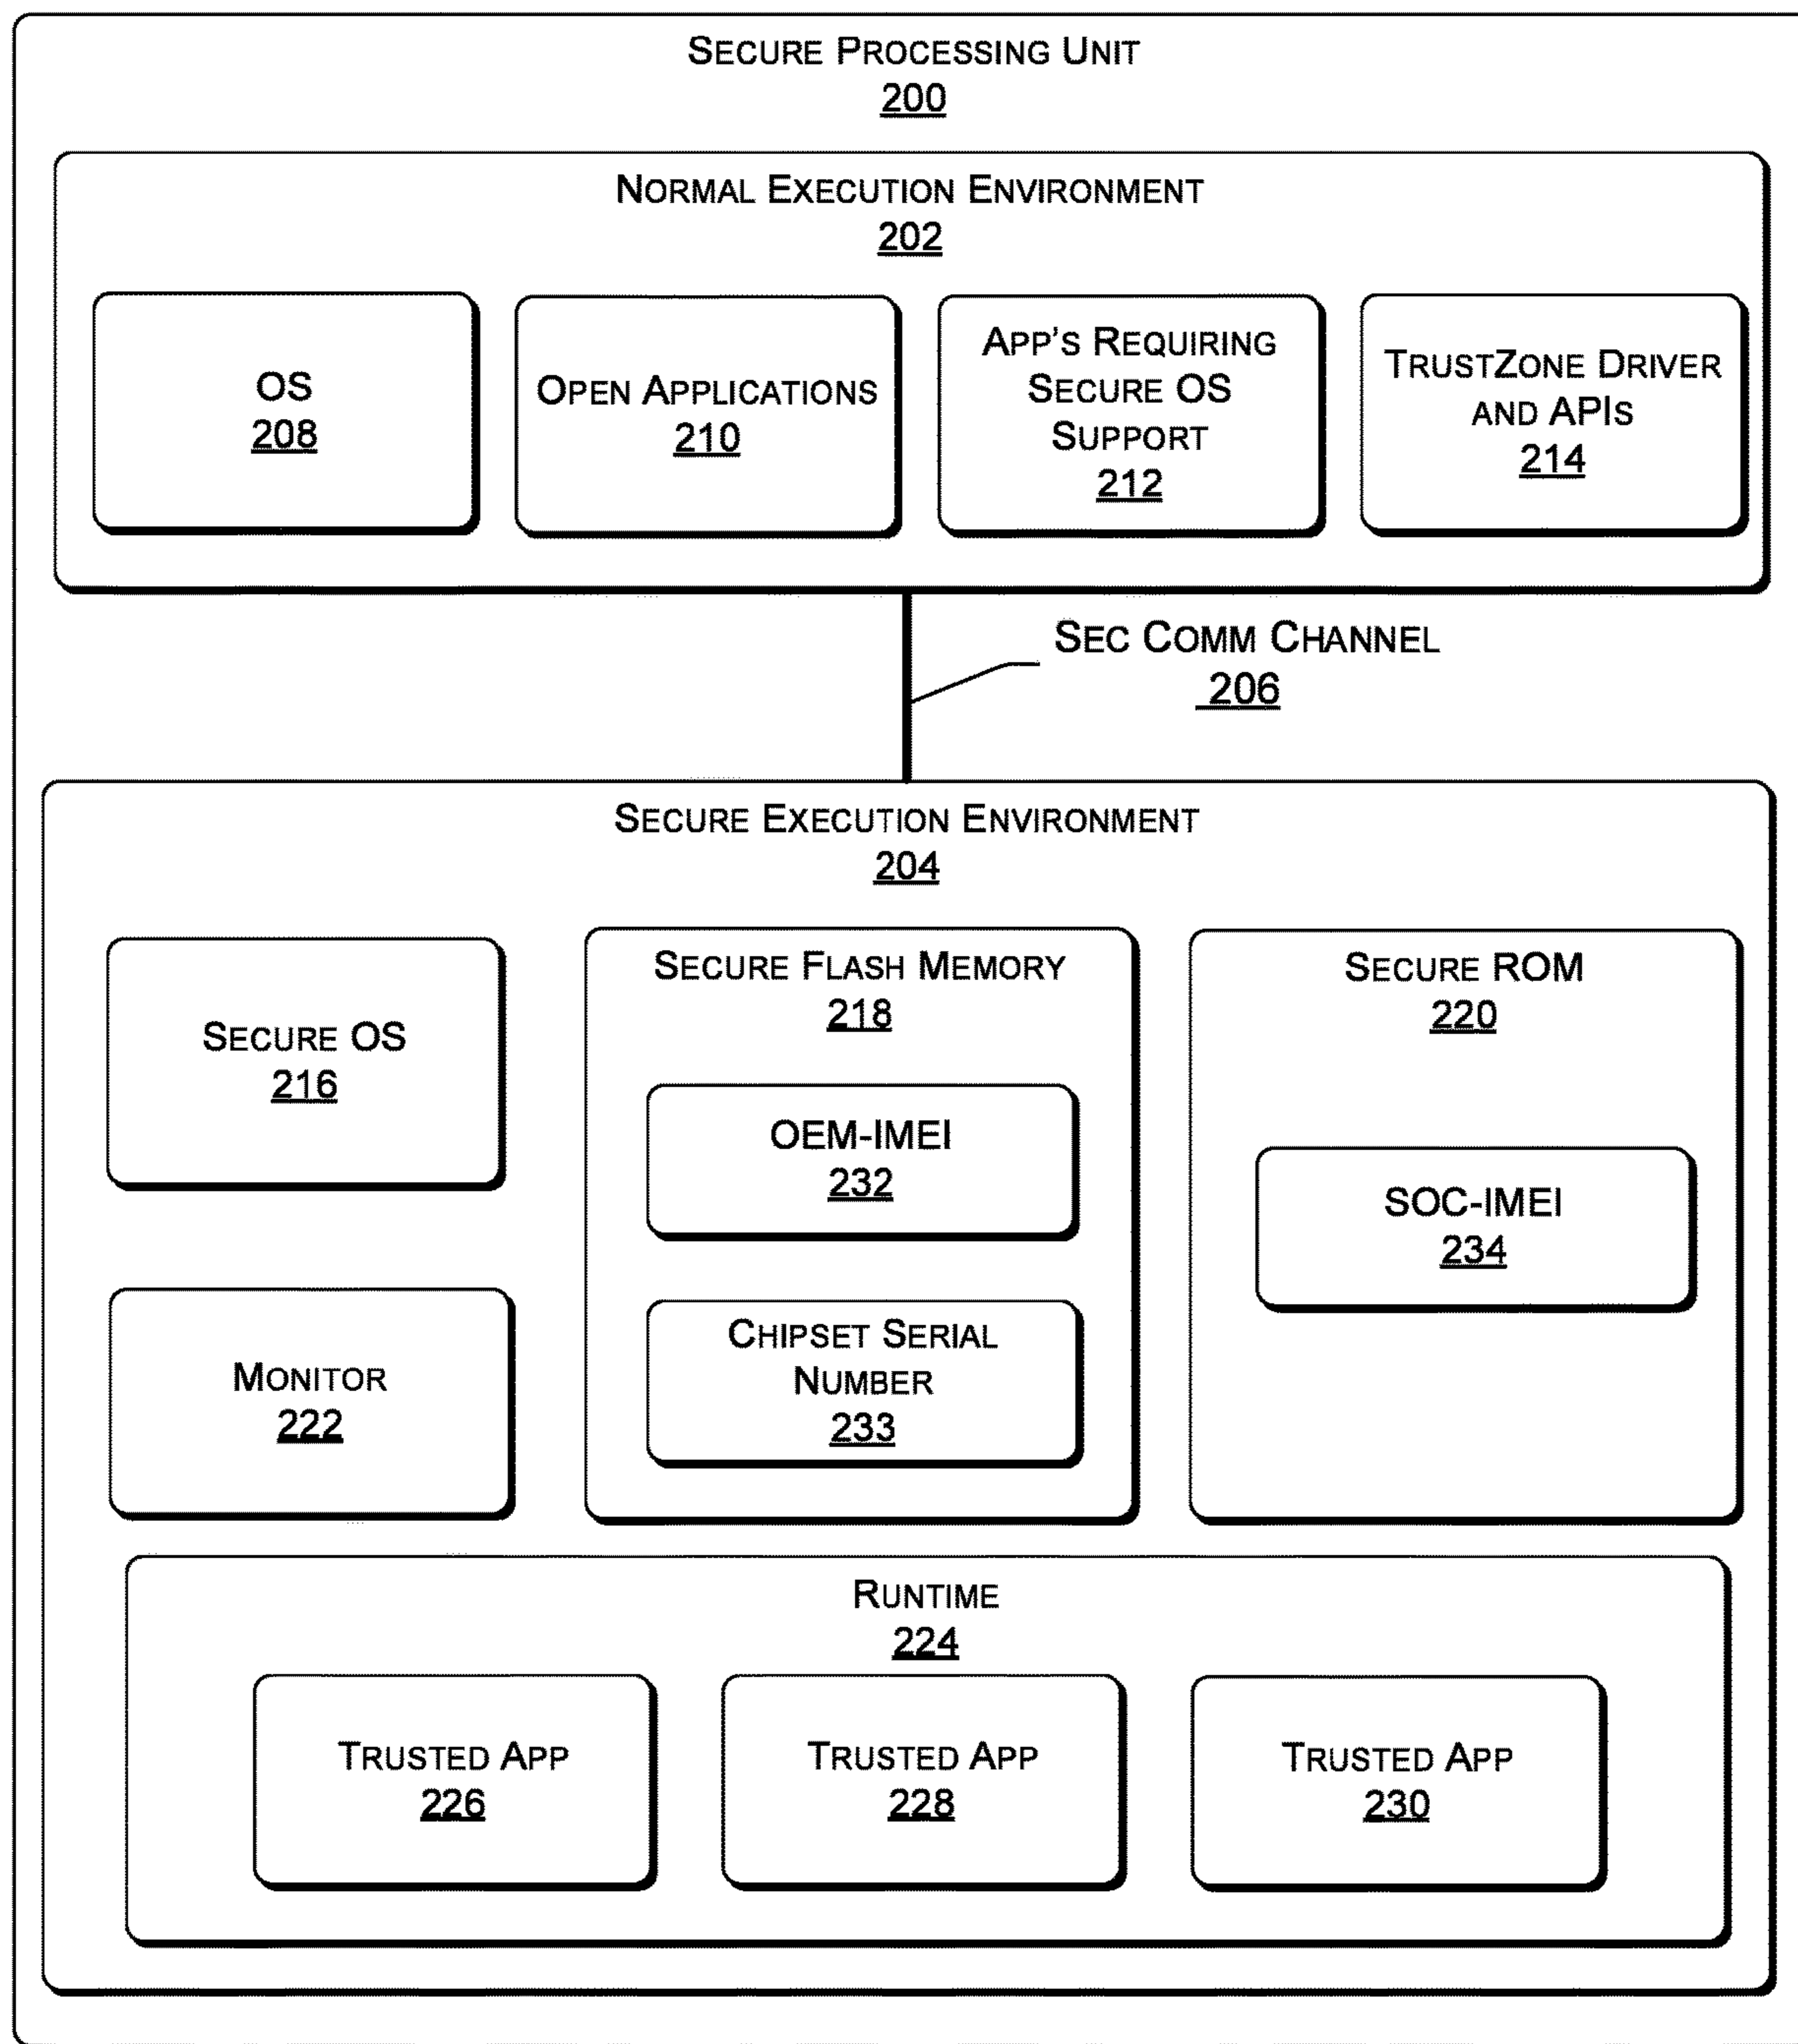 SECURE PROCESSING UNIT
200
NORMAL EXECUTION ENVIRONMENT
202
OS
208
OPEN APPLICATIONS
210
APP'S REQUIRING
SECURE OS
SUPPORT
212
TRUSTZONE DRIVER
AND APIS
214
SEC COMM CHANNEL
206
SECURE EXECUTION ENVIRONMENT
204
SECURE OS
216
SECURE FLASH MEMORY
218
OEM-IMEI
232
CHIPSET SERIAL
NUMBER
233
SECURE ROM
220
SOC-IMEI
234
MONITOR
222
RUNTIME
224
TRUSTED APP
226
TRUSTED APP
228
TRUSTED APP
230